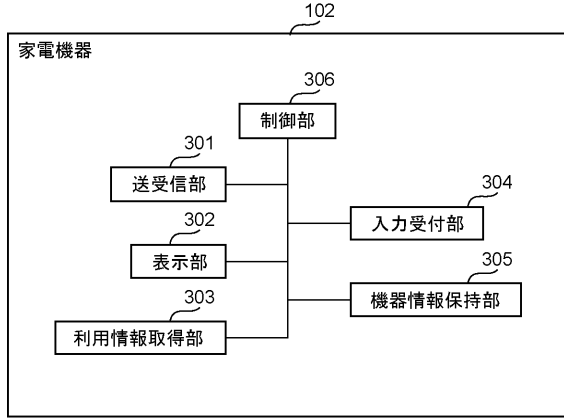 102
家電機器
306
制御部
301
送受信部
304
入力受付部
302
表示部
305
機器情報保持部
303
利用情報取得部